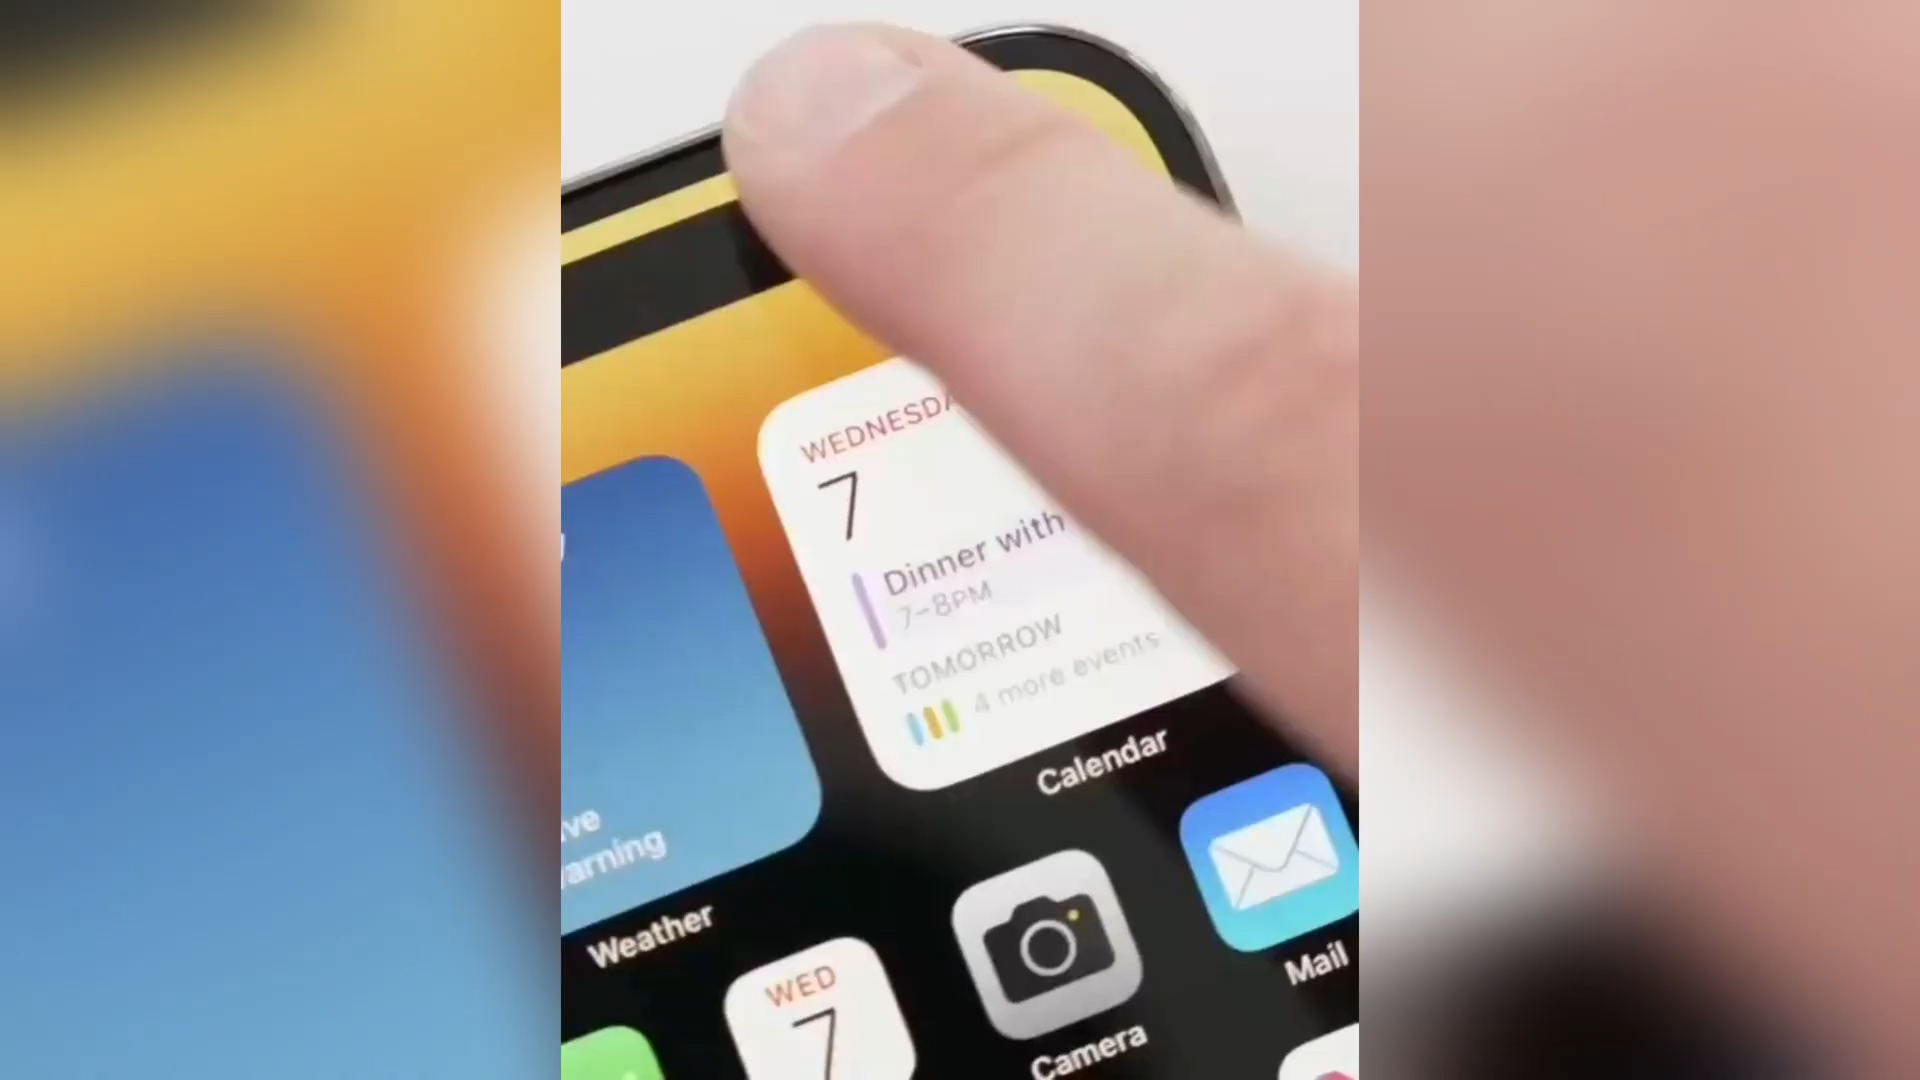 WEDNESDA
7
Dinner with
7–8PM
TOMORROW
4 more events
Calendar
Weather
WED
7
Camera
Mail